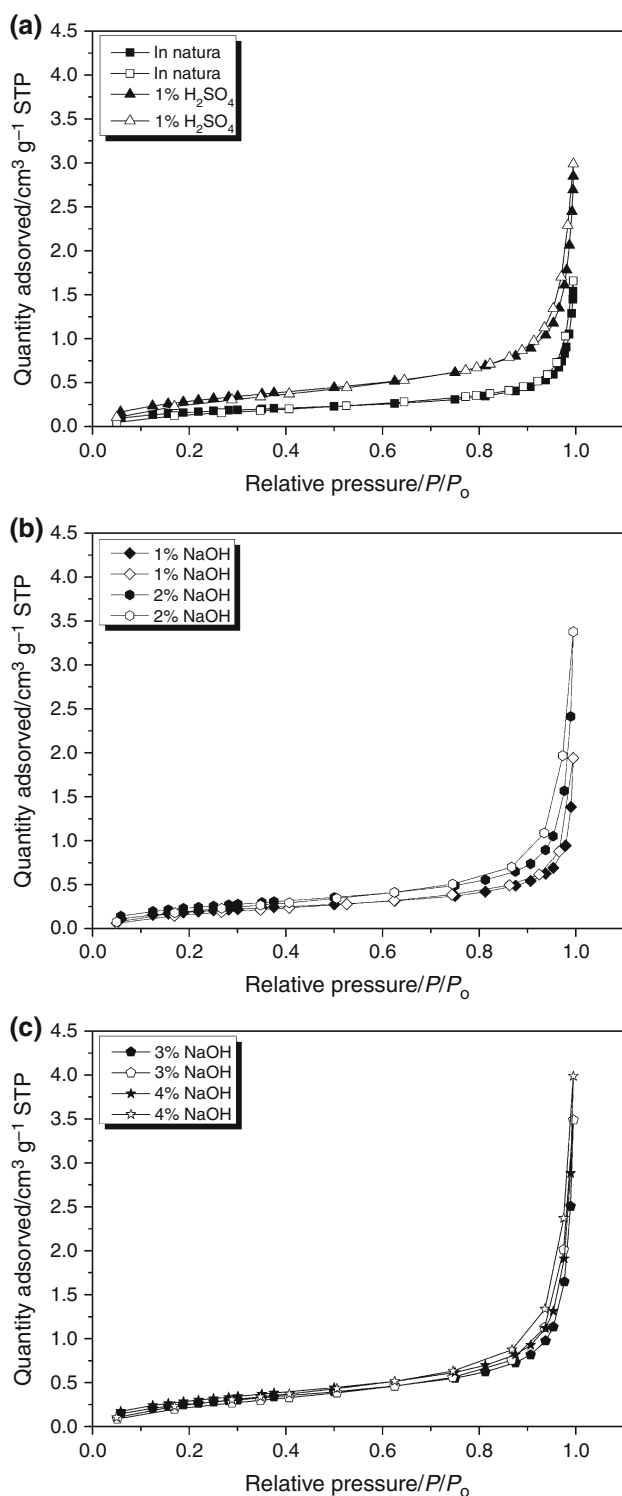 (a)
4.5
4.0
3.5
3.0
2.5
2.0
1.5
1.0
0.5
0.0
Quantity adsorved/cm³ g⁻¹ STP
In natura
In natura
1% H₂SO₄
1% H₂SO₄
0.0 0.2 0.4 0.6 0.8 1.0
Relative pressure/P/Pₒ
(b)
4.5
4.0
3.5
3.0
2.5
2.0
1.5
1.0
0.5
0.0
Quantity adsorved/cm³ g⁻¹ STP
1% NaOH
1% NaOH
2% NaOH
2% NaOH
0.0 0.2 0.4 0.6 0.8 1.0
Relative pressure/P/Pₒ
(c)
4.5
4.0
3.5
3.0
2.5
2.0
1.5
1.0
0.5
0.0
Quantity adsorved/cm³ g⁻¹ STP
3% NaOH
3% NaOH
4% NaOH
4% NaOH
0.0 0.2 0.4 0.6 0.8 1.0
Relative pressure/P/Pₒ